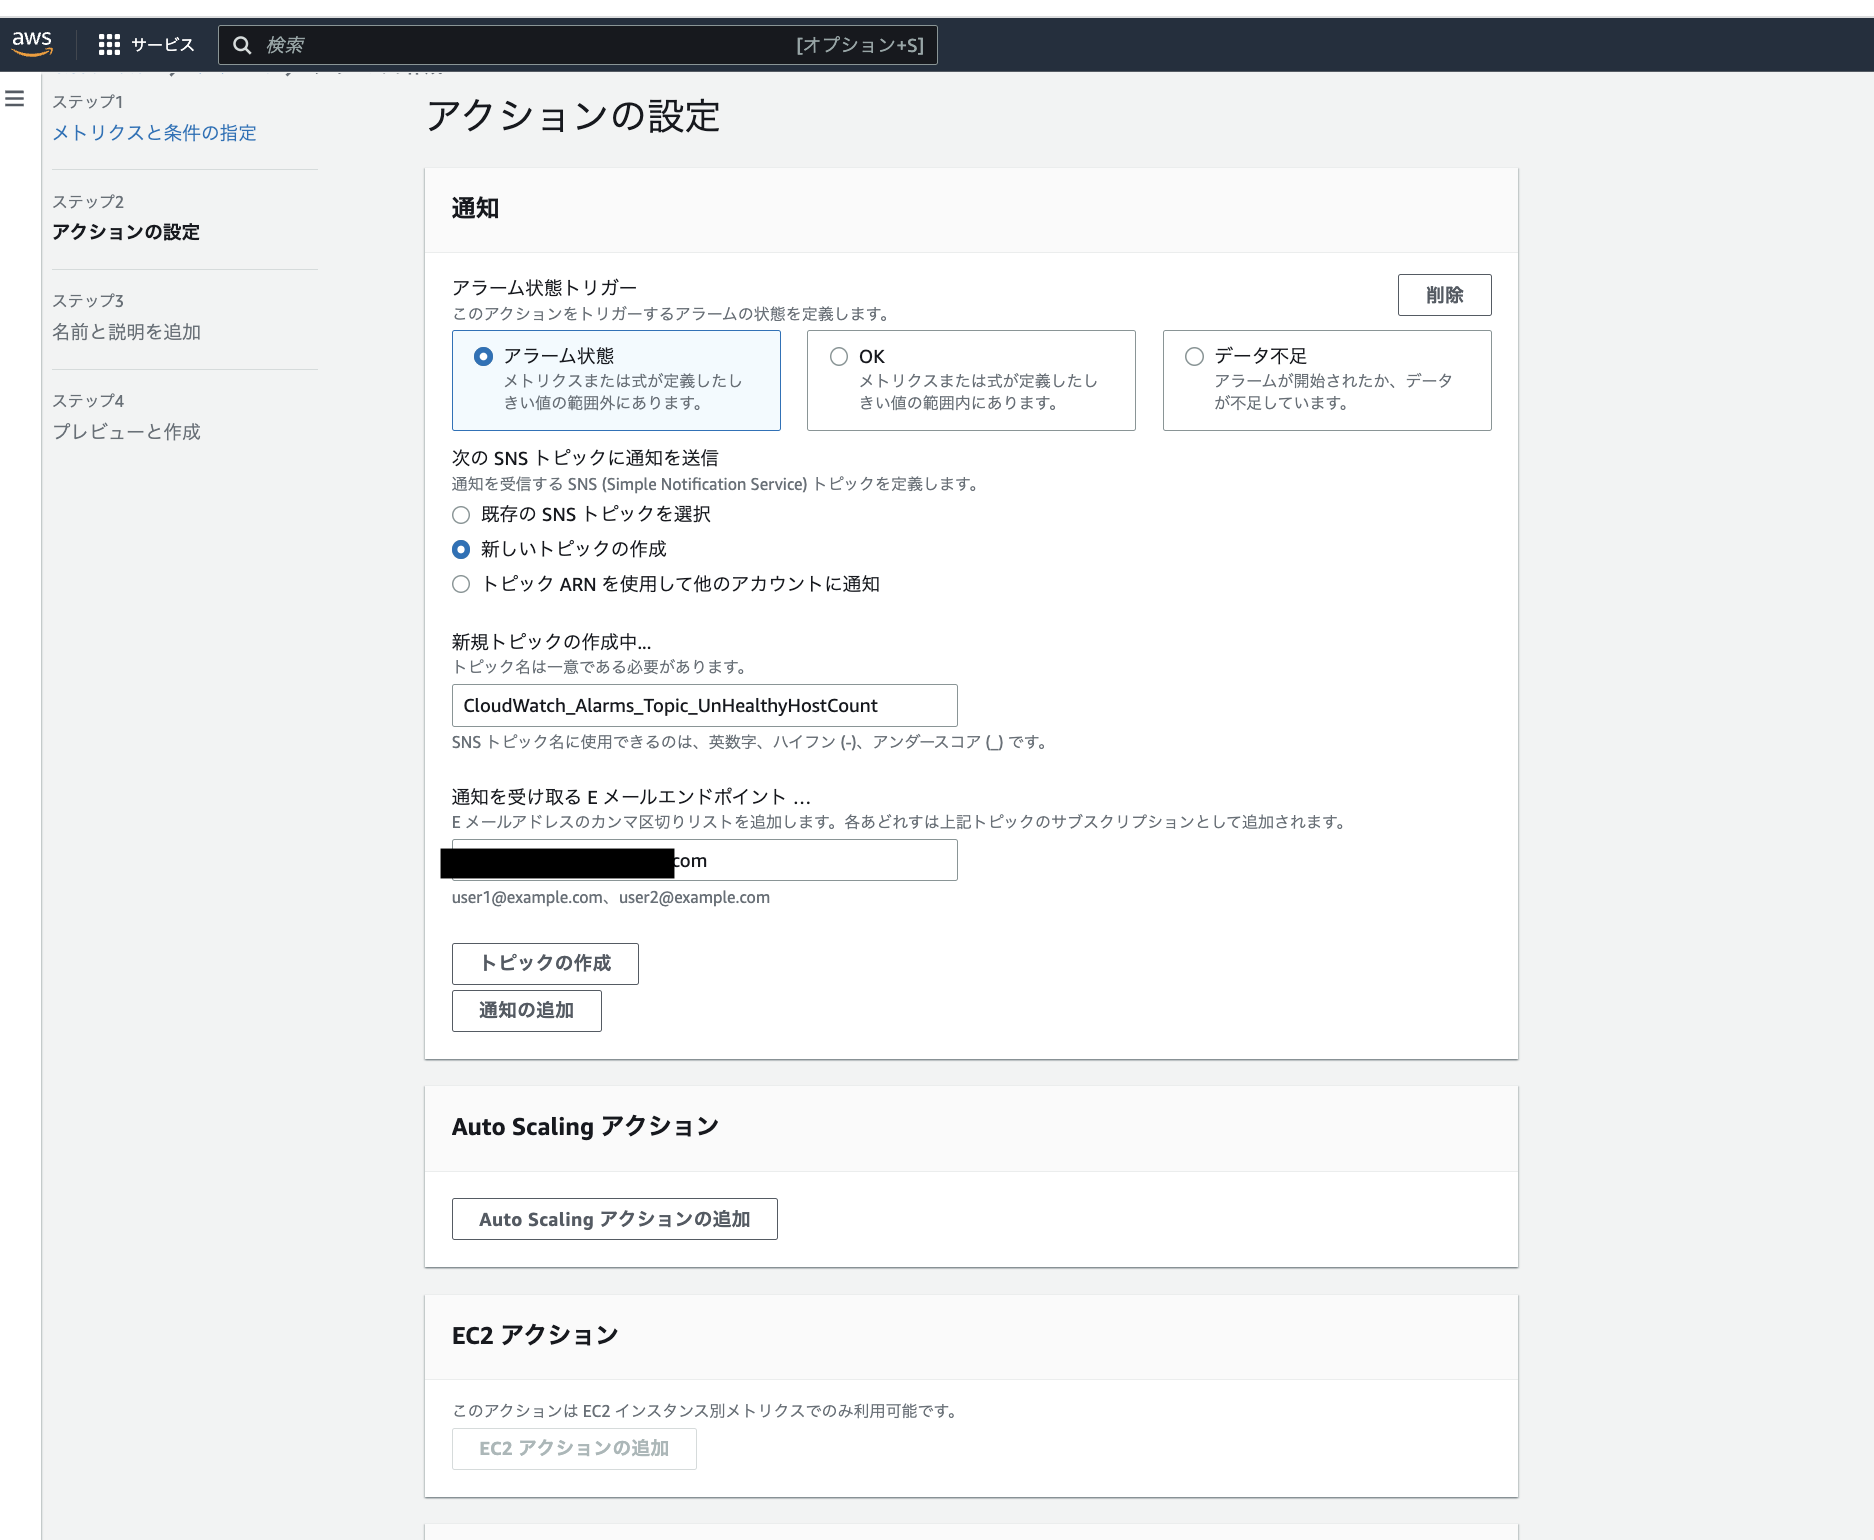 aws
サービス
検索
[オプション+S]
ステップ1
メトリクスと条件の指定
ステップ2
アクションの設定
ステップ3
名前と説明を追加
ステップ4
プレビューと作成
アクションの設定
通知
アラーム状態トリガー
このアクションをトリガーするアラームの状態を定義します。
削除
アラーム状態
メトリクスまたは式が定義したし
きい値の範囲外にあります。
OK
メトリクスまたは式が定義したし
きい値の範囲内にあります。
データ不足
アラームが開始されたか、データ
が不足しています。
次の SNS トピックに通知を送信
通知を受信する SNS (Simple Notification Service) トピックを定義します。
既存の SNS トピックを選択
新しいトピックの作成
トピック ARN を使用して他のアカウントに通知
新規トピックの作成中...
トピック名は一意である必要があります。
CloudWatch_Alarms_Topic_UnHealthyHostCount
SNS トピック名に使用できるのは、英数字、ハイフン (-)、アンダースコア (_) です。
通知を受け取る E メールエンドポイント …
E メールアドレスのカンマ区切りリストを追加します。各あどれすは上記トピックのサブスクリプションとして追加されます。
com
user1@example.com、user2@example.com
トピックの作成
通知の追加
Auto Scaling アクション
Auto Scaling アクションの追加
EC2 アクション
このアクションは EC2 インスタンス別メトリクスでのみ利用可能です。
EC2 アクションの追加